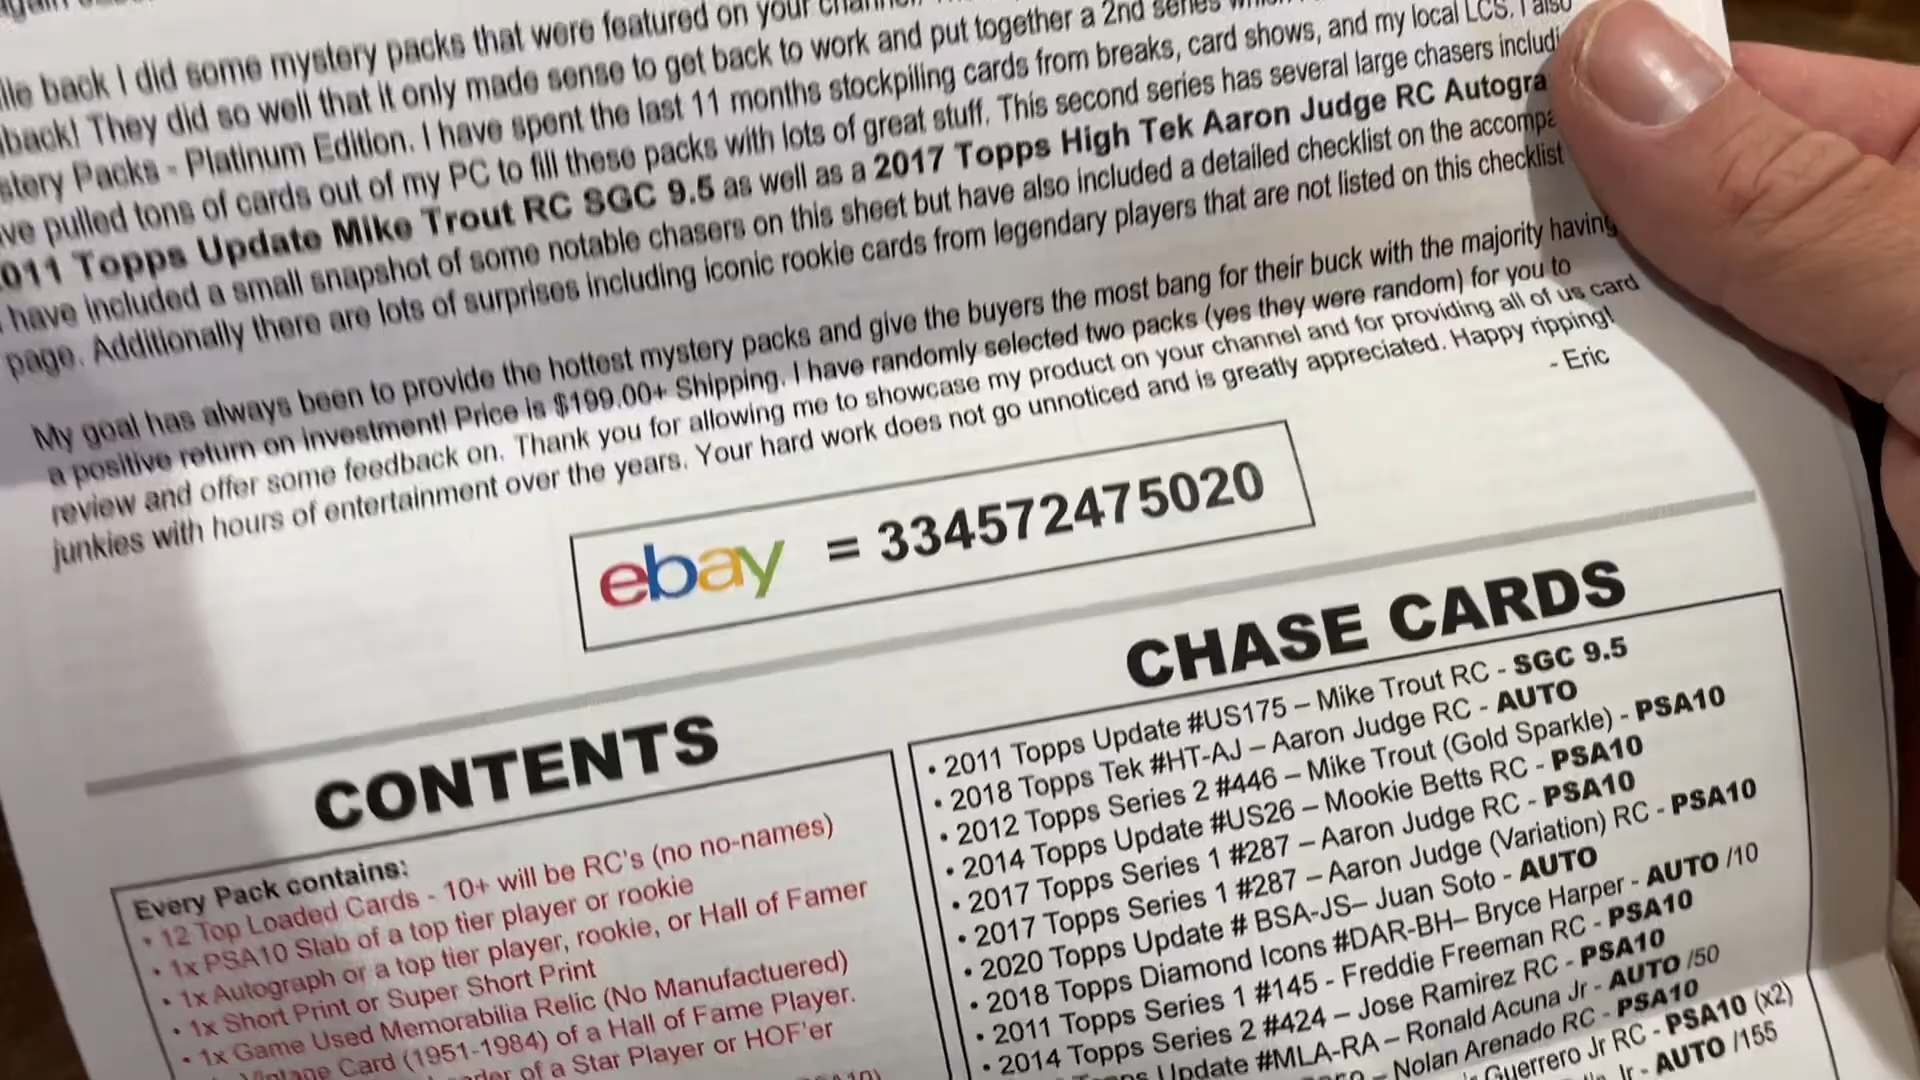 back I did some mystery packs that were featured on your
They did so well that it only made sense to get back to work and put together a 2nd series
Packs - Platinum Edition. I have spent the last 11 months stockpiling cards from breaks, card shows, and my local LCS. I also
pulled tons of cards out of my PC to fill these packs with lots of great stuff. This second series has several large chasers
Topps Update Mike Trout RC SGC 9.5 as well as a 2017 Topps High Tek Aaron Judge RC
have included a small snapshot of some notable chasers on this sheet but have also included a detailed checklist on the
page. Additionally there are lots of surprises including iconic rookie cards from legendary players that are not listed on this checklist
My goal has always been to provide the hottest mystery packs and give the buyers the most bang for their buck with the majority having
a positive return on investment! Price is $199.00+ Shipping. I have randomly selected two packs (yes they were random) for you to
review and offer some feedback on. Thank you for allowing me to showcase my product on your channel and for providing all of us card
junkies with hours of entertainment over the years. Your hard work does not go unnoticed and is greatly appreciated. Happy ripping!
- Eric
ebay = 334572475020
CONTENTS
Every Pack contains:
• 12 Top Loaded Cards - 10+ will be RC's (no no-names)
• 1x PSA10 Slab of a top tier player or rookie
• 1x Autograph or a top tier player, rookie, or Hall of Famer
• 1x Short Print or Super Short Print
• 1x Game Used Memorabilia Relic (No Manufactuered)
Vintage Card (1951-1984) of a Hall of Fame Player.
of a Star Player or HOF'er
CHASE CARDS
• 2011 Topps Update #US175 – Mike Trout RC - SGC 9.5
• 2018 Topps Tek #HT-AJ – Aaron Judge RC - AUTO
• 2012 Topps Series 2 #446 – Mike Trout (Gold Sparkle) - PSA10
• 2014 Topps Update #US26 – Mookie Betts RC - PSA10
• 2017 Topps Series 1 #287 – Aaron Judge RC - PSA10
• 2017 Topps Series 1 #287 – Aaron Judge (Variation) RC - PSA10
• 2020 Topps Update # BSA-JS– Juan Soto - AUTO
• 2018 Topps Diamond Icons #DAR-BH– Bryce Harper - AUTO /10
• 2011 Topps Series 1 #145 - Freddie Freeman RC - PSA10
• 2014 Topps Series 2 #424 – Jose Ramirez RC - PSA10
Update #MLA-RA – Ronald Acuna Jr - AUTO /50
– Nolan Arenado RC - PSA10
Guerrero Jr RC - PSA10 (x2)
Jr - AUTO /155